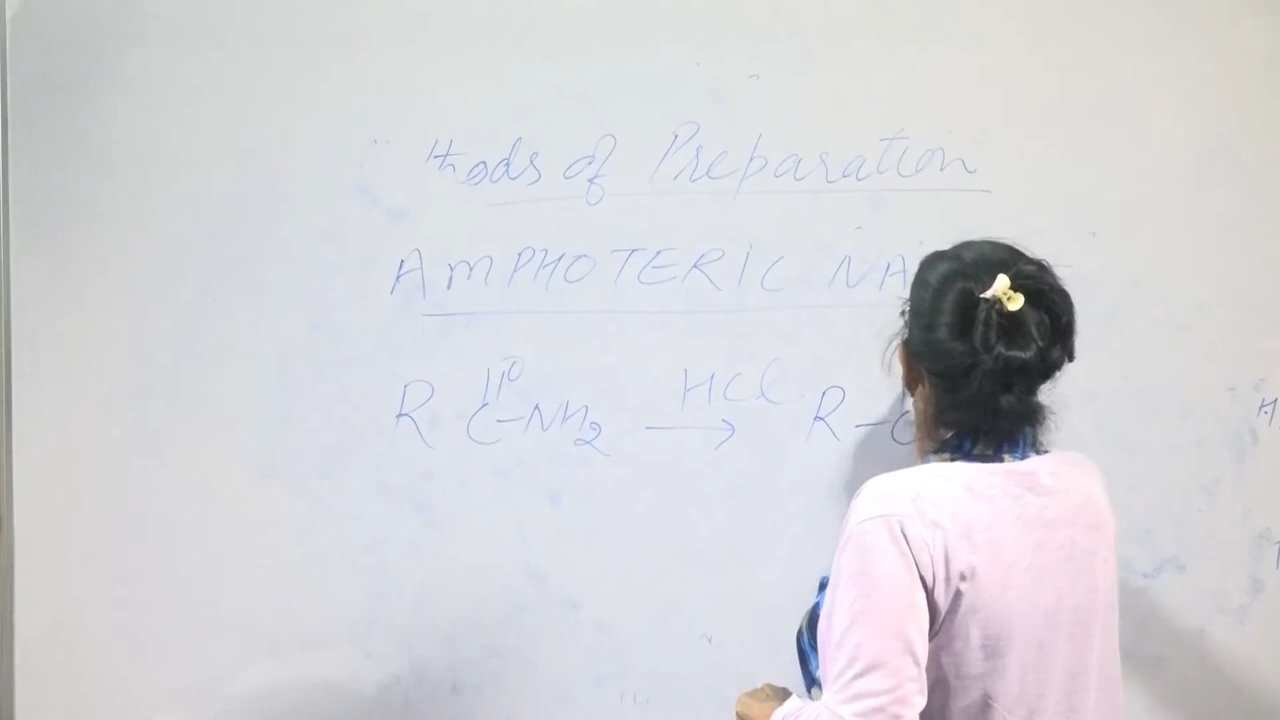 thods of Preparation
AMPHOTERIC NA
R C-NH2 → R-C
O
HCl